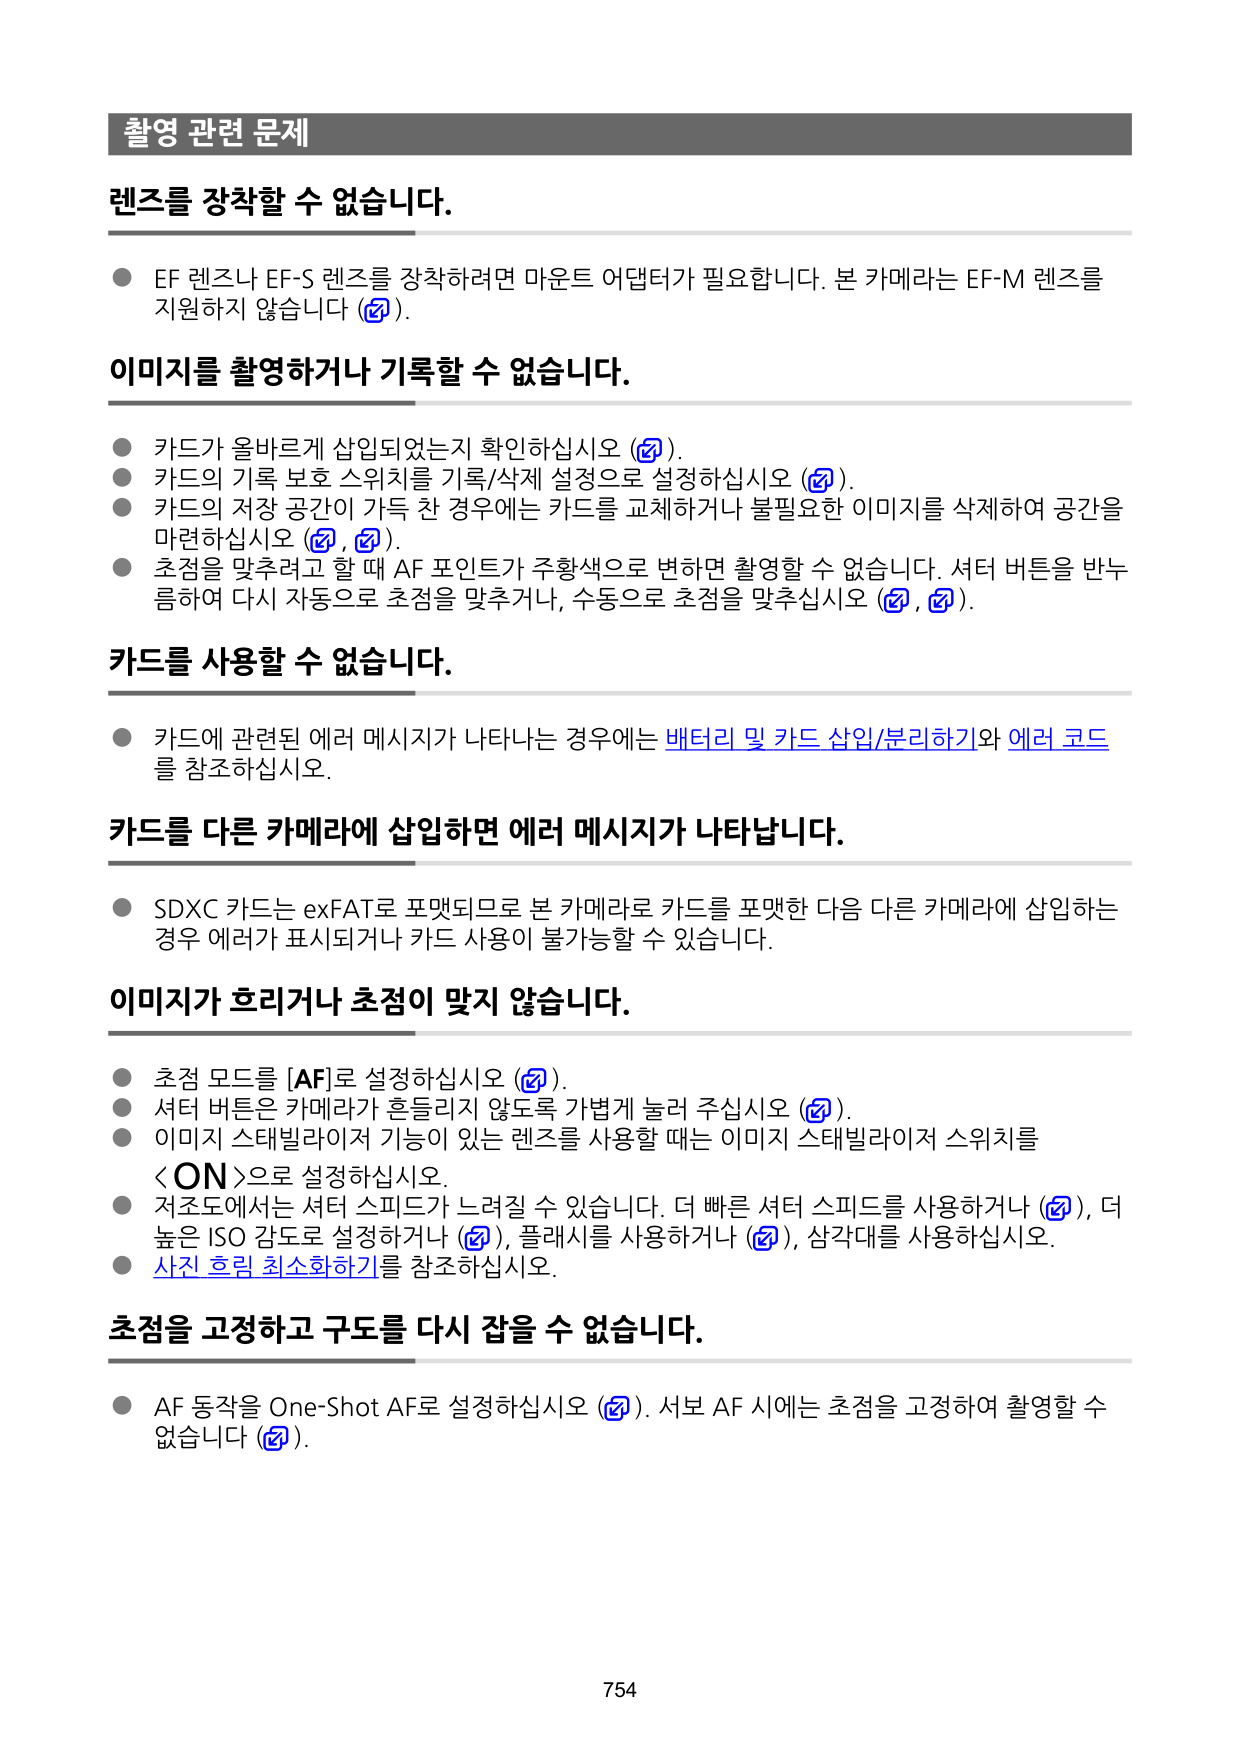 촬영 관련 문제
렌즈를 장착할 수 없습니다.
● EF 렌즈나 EF-S 렌즈를 장착하려면 마운트 어댑터가 필요합니다. 본 카메라는 EF-M 렌즈를
지원하지 않습니다 ( ).
이미지를 촬영하거나 기록할 수 없습니다.
● 카드가 올바르게 삽입되었는지 확인하십시오 ( ).
● 카드의 기록 보호 스위치를 기록/삭제 설정으로 설정하십시오 ( ).
● 카드의 저장 공간이 가득 찬 경우에는 카드를 교체하거나 불필요한 이미지를 삭제하여 공간을
마련하십시오 ( , ).
● 초점을 맞추려고 할 때 AF 포인트가 주황색으로 변하면 촬영할 수 없습니다. 셔터 버튼을 반누
름하여 다시 자동으로 초점을 맞추거나, 수동으로 초점을 맞추십시오 ( , ).
카드를 사용할 수 없습니다.
● 카드에 관련된 에러 메시지가 나타나는 경우에는 배터리 및 카드 삽입/분리하기와 에러 코드
를 참조하십시오.
카드를 다른 카메라에 삽입하면 에러 메시지가 나타납니다.
● SDXC 카드는 exFAT로 포맷되므로 본 카메라로 카드를 포맷한 다음 다른 카메라에 삽입하는
경우 에러가 표시되거나 카드 사용이 불가능할 수 있습니다.
이미지가 흐리거나 초점이 맞지 않습니다.
● 초점 모드를 [AF]로 설정하십시오 ( ).
● 셔터 버튼은 카메라가 흔들리지 않도록 가볍게 눌러 주십시오 ( ).
● 이미지 스태빌라이저 기능이 있는 렌즈를 사용할 때는 이미지 스태빌라이저 스위치를
<ON>으로 설정하십시오.
● 저조도에서는 셔터 스피드가 느려질 수 있습니다. 더 빠른 셔터 스피드를 사용하거나 ( ), 더
높은 ISO 감도로 설정하거나 ( ), 플래시를 사용하거나 ( ), 삼각대를 사용하십시오.
● 사진 흐림 최소화하기를 참조하십시오.
초점을 고정하고 구도를 다시 잡을 수 없습니다.
● AF 동작을 One-Shot AF로 설정하십시오 ( ). 서보 AF 시에는 초점을 고정하여 촬영할 수
없습니다 ( ).
754